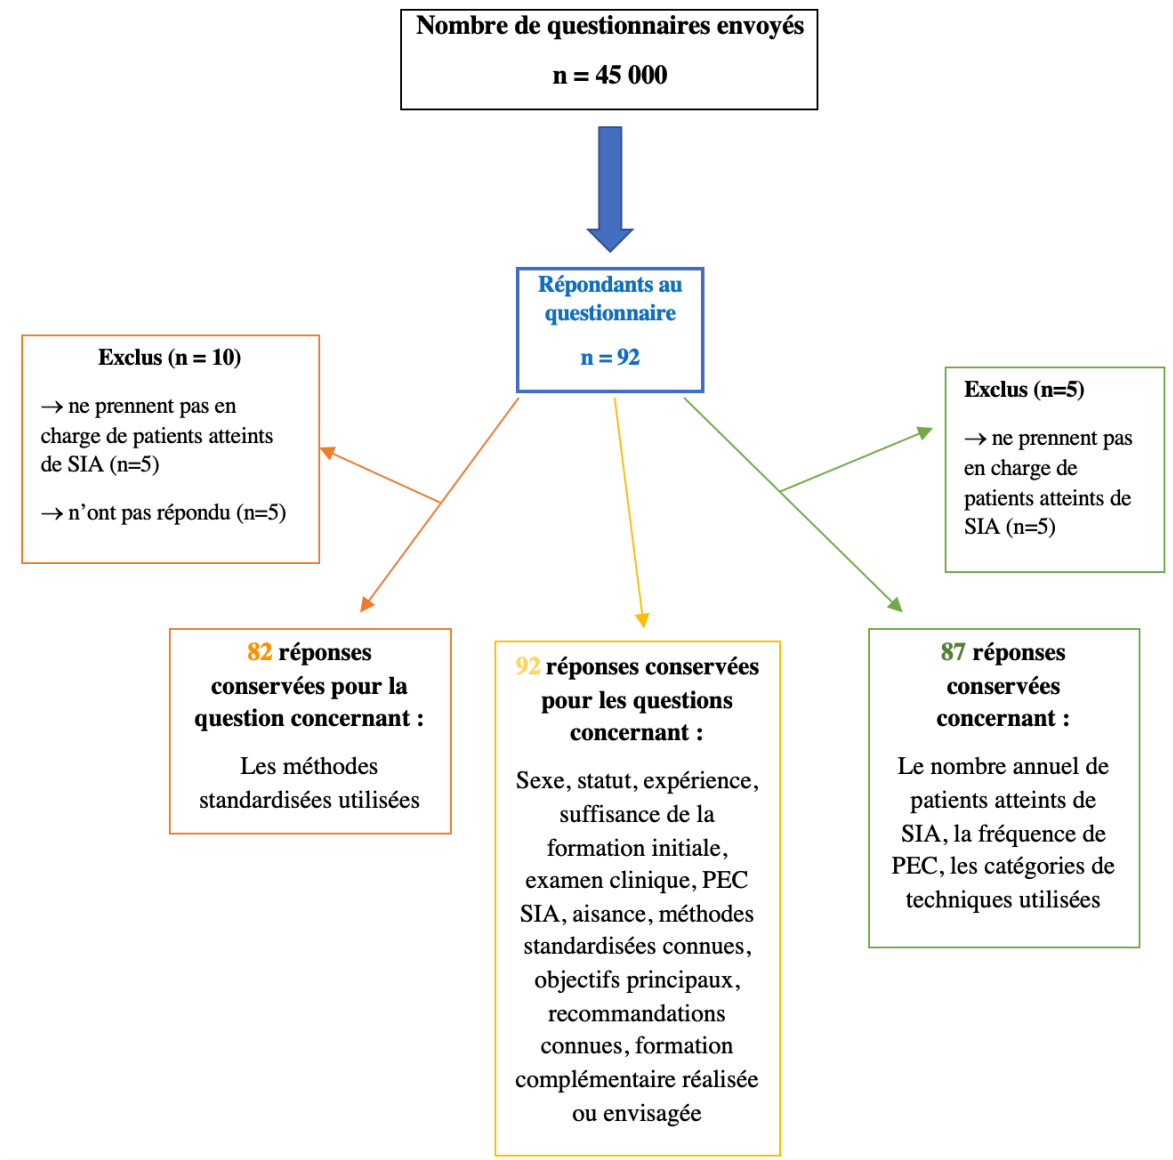 Nombre de questionnaires envoyés
n = 45 000
Répondants au
questionnaire
n = 92
Exclus (n = 10)
→ ne prennent pas en
charge de patients atteints
de SIA (n=5)
→ n’ont pas répondu (n=5)
Exclus (n=5)
→ ne prennent pas
en charge de
patients atteints de
SIA (n=5)
82 réponses
conservées pour la
question concernant :
Les méthodes
standardisées utilisées
92 réponses conservées
pour les questions
concernant :
Sexe, statut, expérience,
suffisance de la
formation initiale,
examen clinique, PEC
SIA, aisance, méthodes
standardisées connues,
objectifs principaux,
recommandations
connues, formation
complémentaire réalisée
ou envisagée
87 réponses
conservées
concernant :
Le nombre annuel de
patients atteints de
SIA, la fréquence de
PEC, les catégories de
techniques utilisées